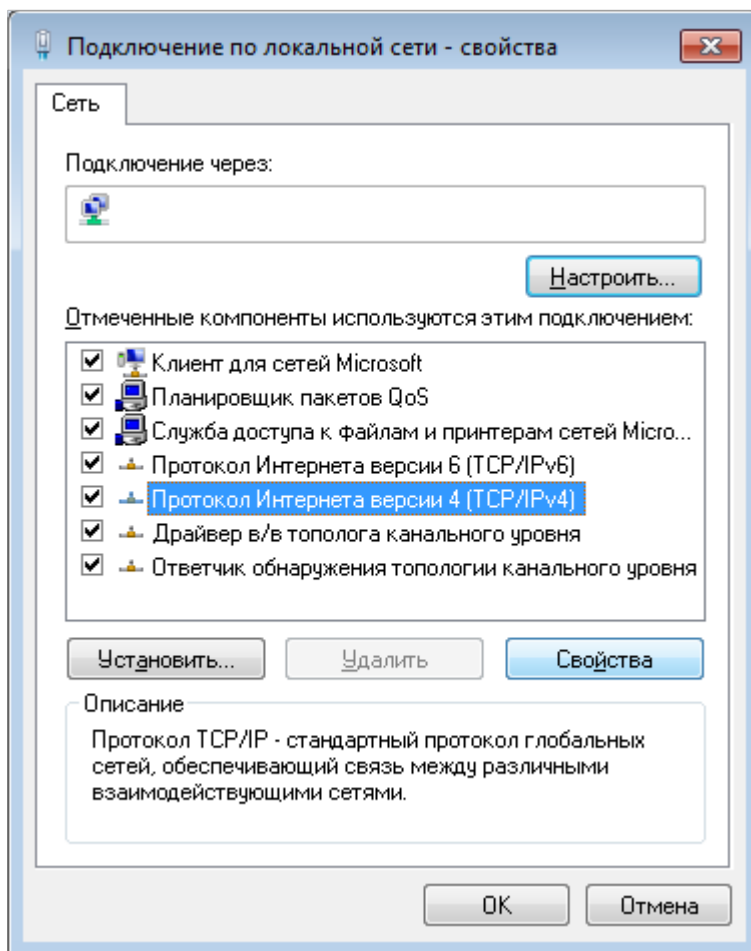 Подключение по локальной сети - свойства
Сеть
Подключение через:
Настроить...
Отмеченные компоненты используются этим подключением:
Клиент для сетей Microsoft
Планировщик пакетов QoS
Служба доступа к файлам и принтерам сетей Micro...
Протокол Интернета версии 6 (TCP/IPv6)
Протокол Интернета версии 4 (TCP/IPv4)
Драйвер в/в тополога канального уровня
Ответчик обнаружения топологии канального уровня
Установить... Удалить Свойства
Описание
Протокол TCP/IP - стандартный протокол глобальных
сетей, обеспечивающий связь между различными
взаимодействующими сетями.
OK Отмена